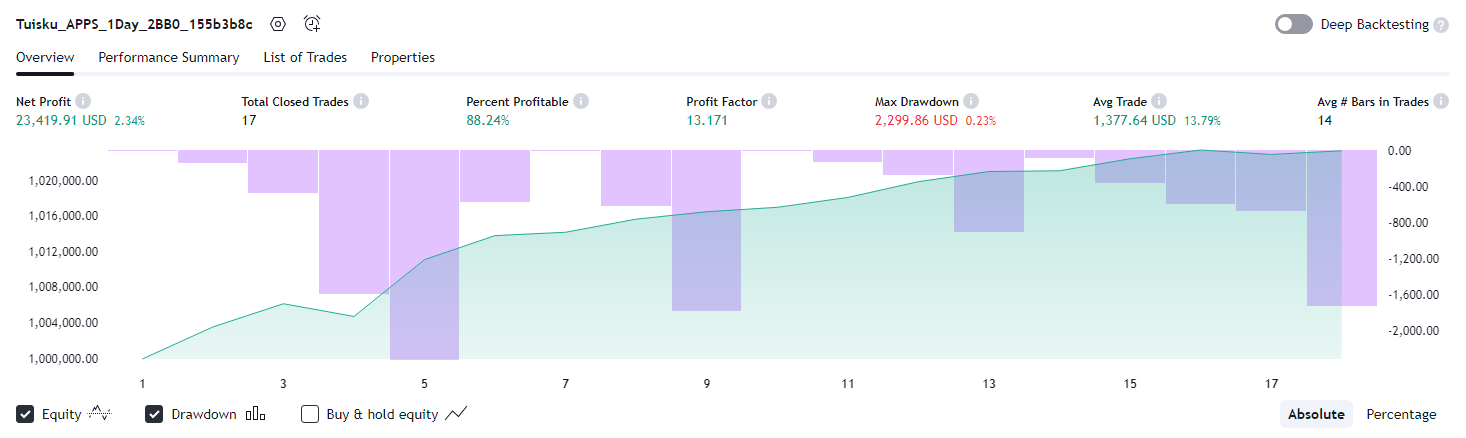 Tuisku_APPS_1Day_2BB0_155b3b8c
Deep Backtesting ?
Overview Performance Summary List of Trades Properties
Net Profit i Total Closed Trades i Percent Profitable i Profit Factor i Max Drawdown i Avg Trade i Avg # Bars in Trades i
23,419.91 USD 2.34% 17 88.24% 13.171 2,299.86 USD 0.23% 1,377.64 USD 13.79% 14
0.00
1,020,000.00 -400.00
1,016,000.00 -800.00
1,012,000.00 -1,200.00
1,008,000.00 -1,600.00
1,004,000.00 -2,000.00
1,000,000.00
1 3 5 7 9 11 13 15 17
Equity Drawdown Buy & hold equity Absolute Percentage